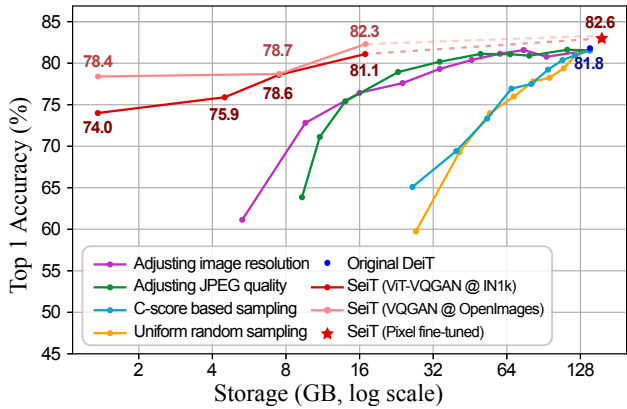 85
80
75
70
65
60
55
50
45
Top 1 Accuracy (%)
78.4
78.7
82.3
82.6
74.0
75.9
78.6
81.1
81.8
Adjusting image resolution
Adjusting JPEG quality
C-score based sampling
Uniform random sampling
Original DeiT
SeiT (ViT-VQGAN @ IN1k)
SeiT (VQGAN @ OpenImages)
SeiT (Pixel fine-tuned)
2 4 8 16 32 64 128
Storage (GB, log scale)